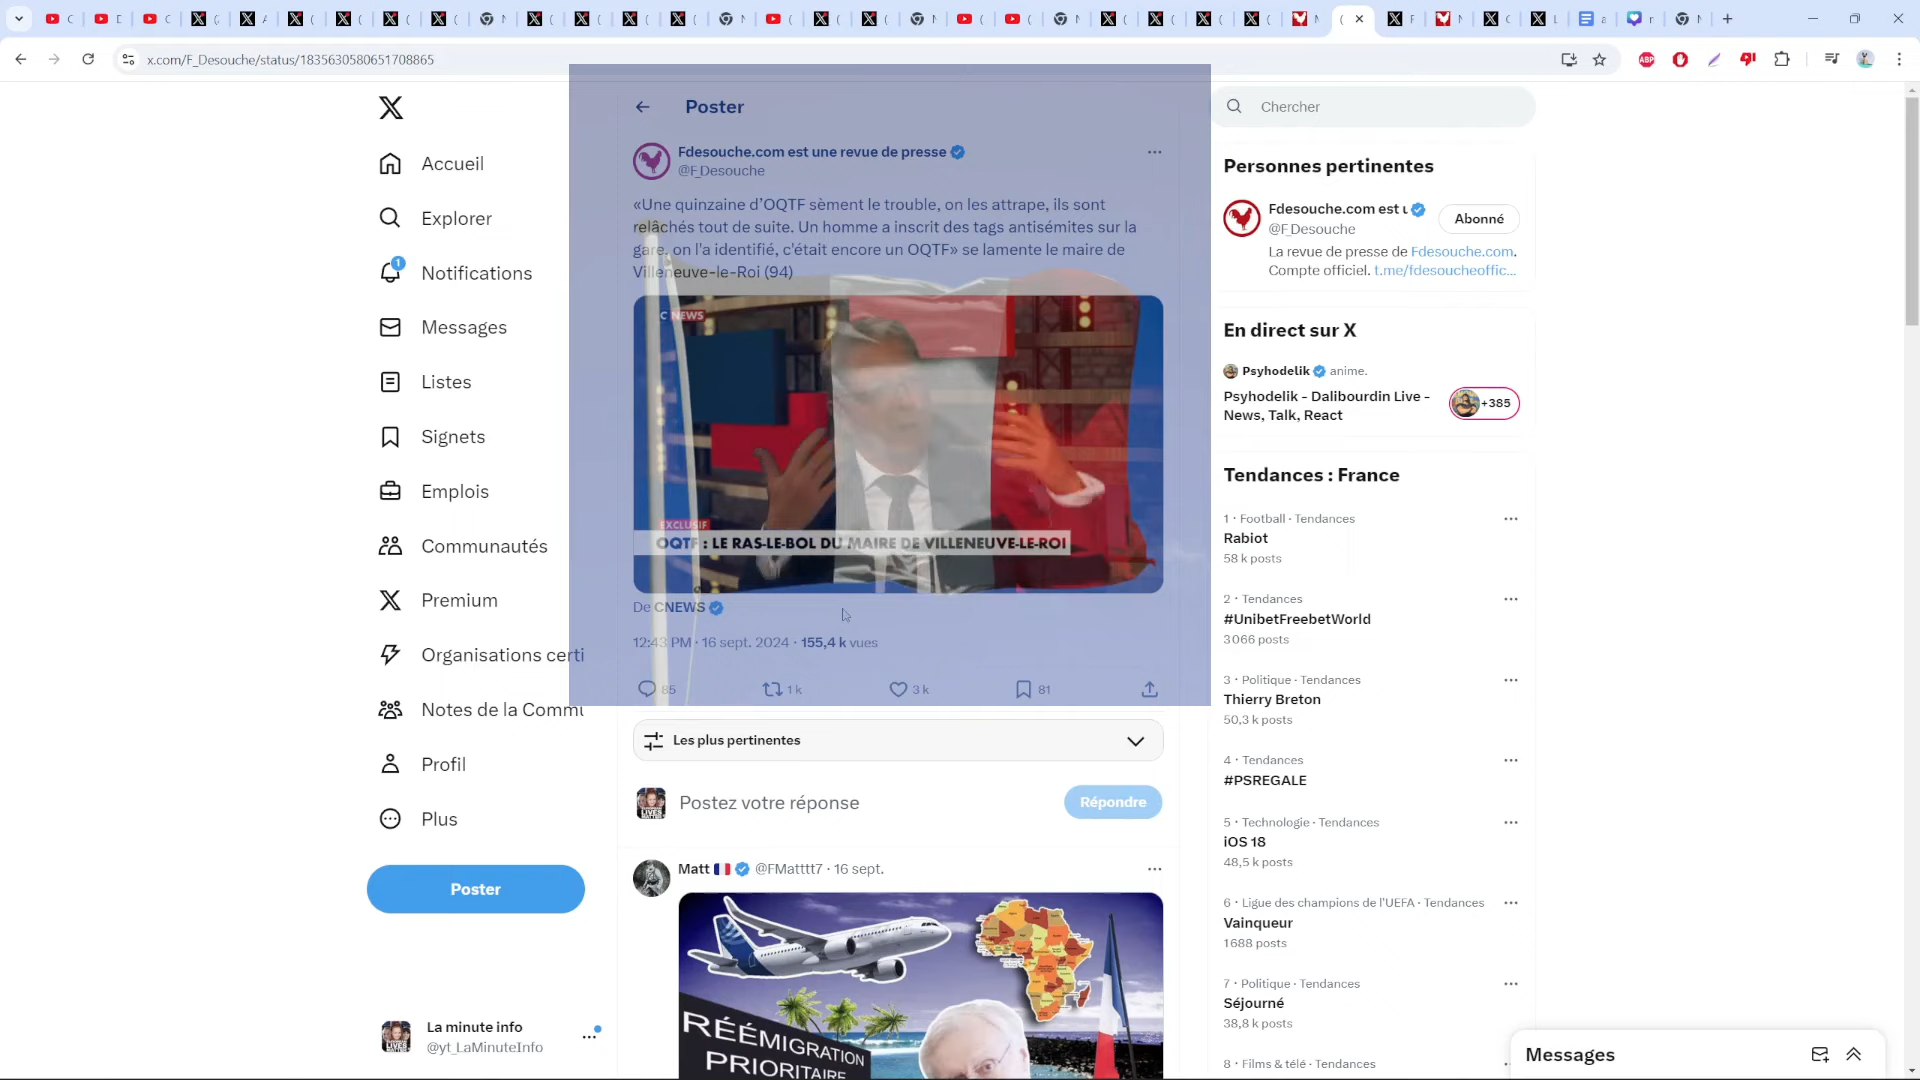 x.com/F_Desouche/status/1835630580651708865
ABP
Accueil
Explorer
1
Notifications
Messages
Listes
Signets
Emplois
Communautés
Premium
Organisations certi
Notes de la Commu
Profil
Plus
Poster
La minute info
@yt_LaMinuteInfo
Poster
Fdesouche.com est une revue de presse
@F_Desouche
«Une quinzaine d’OQTF sèment le trouble, on les attrape, ils sont
relâchés tout de suite. Un homme a inscrit des tags antisémites sur la
gare, on l'a identifié, c'était encore un OQTF» se lamente le maire de
Villeneuve-le-Roi (94)
C NEWS
EXCLUSIF
OQTF : LE RAS-LE-BOL DU MAIRE DE VILLENEUVE-LE-ROI
De CNEWS
12:43 PM · 16 sept. 2024 · 155,4 k vues
85 1 k 3 k 81
Les plus pertinentes
Postez votre réponse
Répondre
Matt @FMatttt7 · 16 sept.
RÉÉMIGRATION
PRIORITAIRE
Chercher
Personnes pertinentes
Fdesouche.com est u
@F_Desouche
Abonné
La revue de presse de Fdesouche.com.
Compte officiel. t.me/fdesoucheoffic…
En direct sur X
Psyhodelik anime.
Psyhodelik - Dalibourdin Live -
News, Talk, React
+385
Tendances : France
1 · Football · Tendances
Rabiot
58 k posts
2 · Tendances
#UnibetFreebetWorld
3 066 posts
3 · Politique · Tendances
Thierry Breton
50,3 k posts
4 · Tendances
#PSREGALE
5 · Technologie · Tendances
iOS 18
48,5 k posts
6 · Ligue des champions de l'UEFA · Tendances
Vainqueur
1 688 posts
7 · Politique · Tendances
Séjourné
38,8 k posts
8 · Films & télé · Tendances
Messages